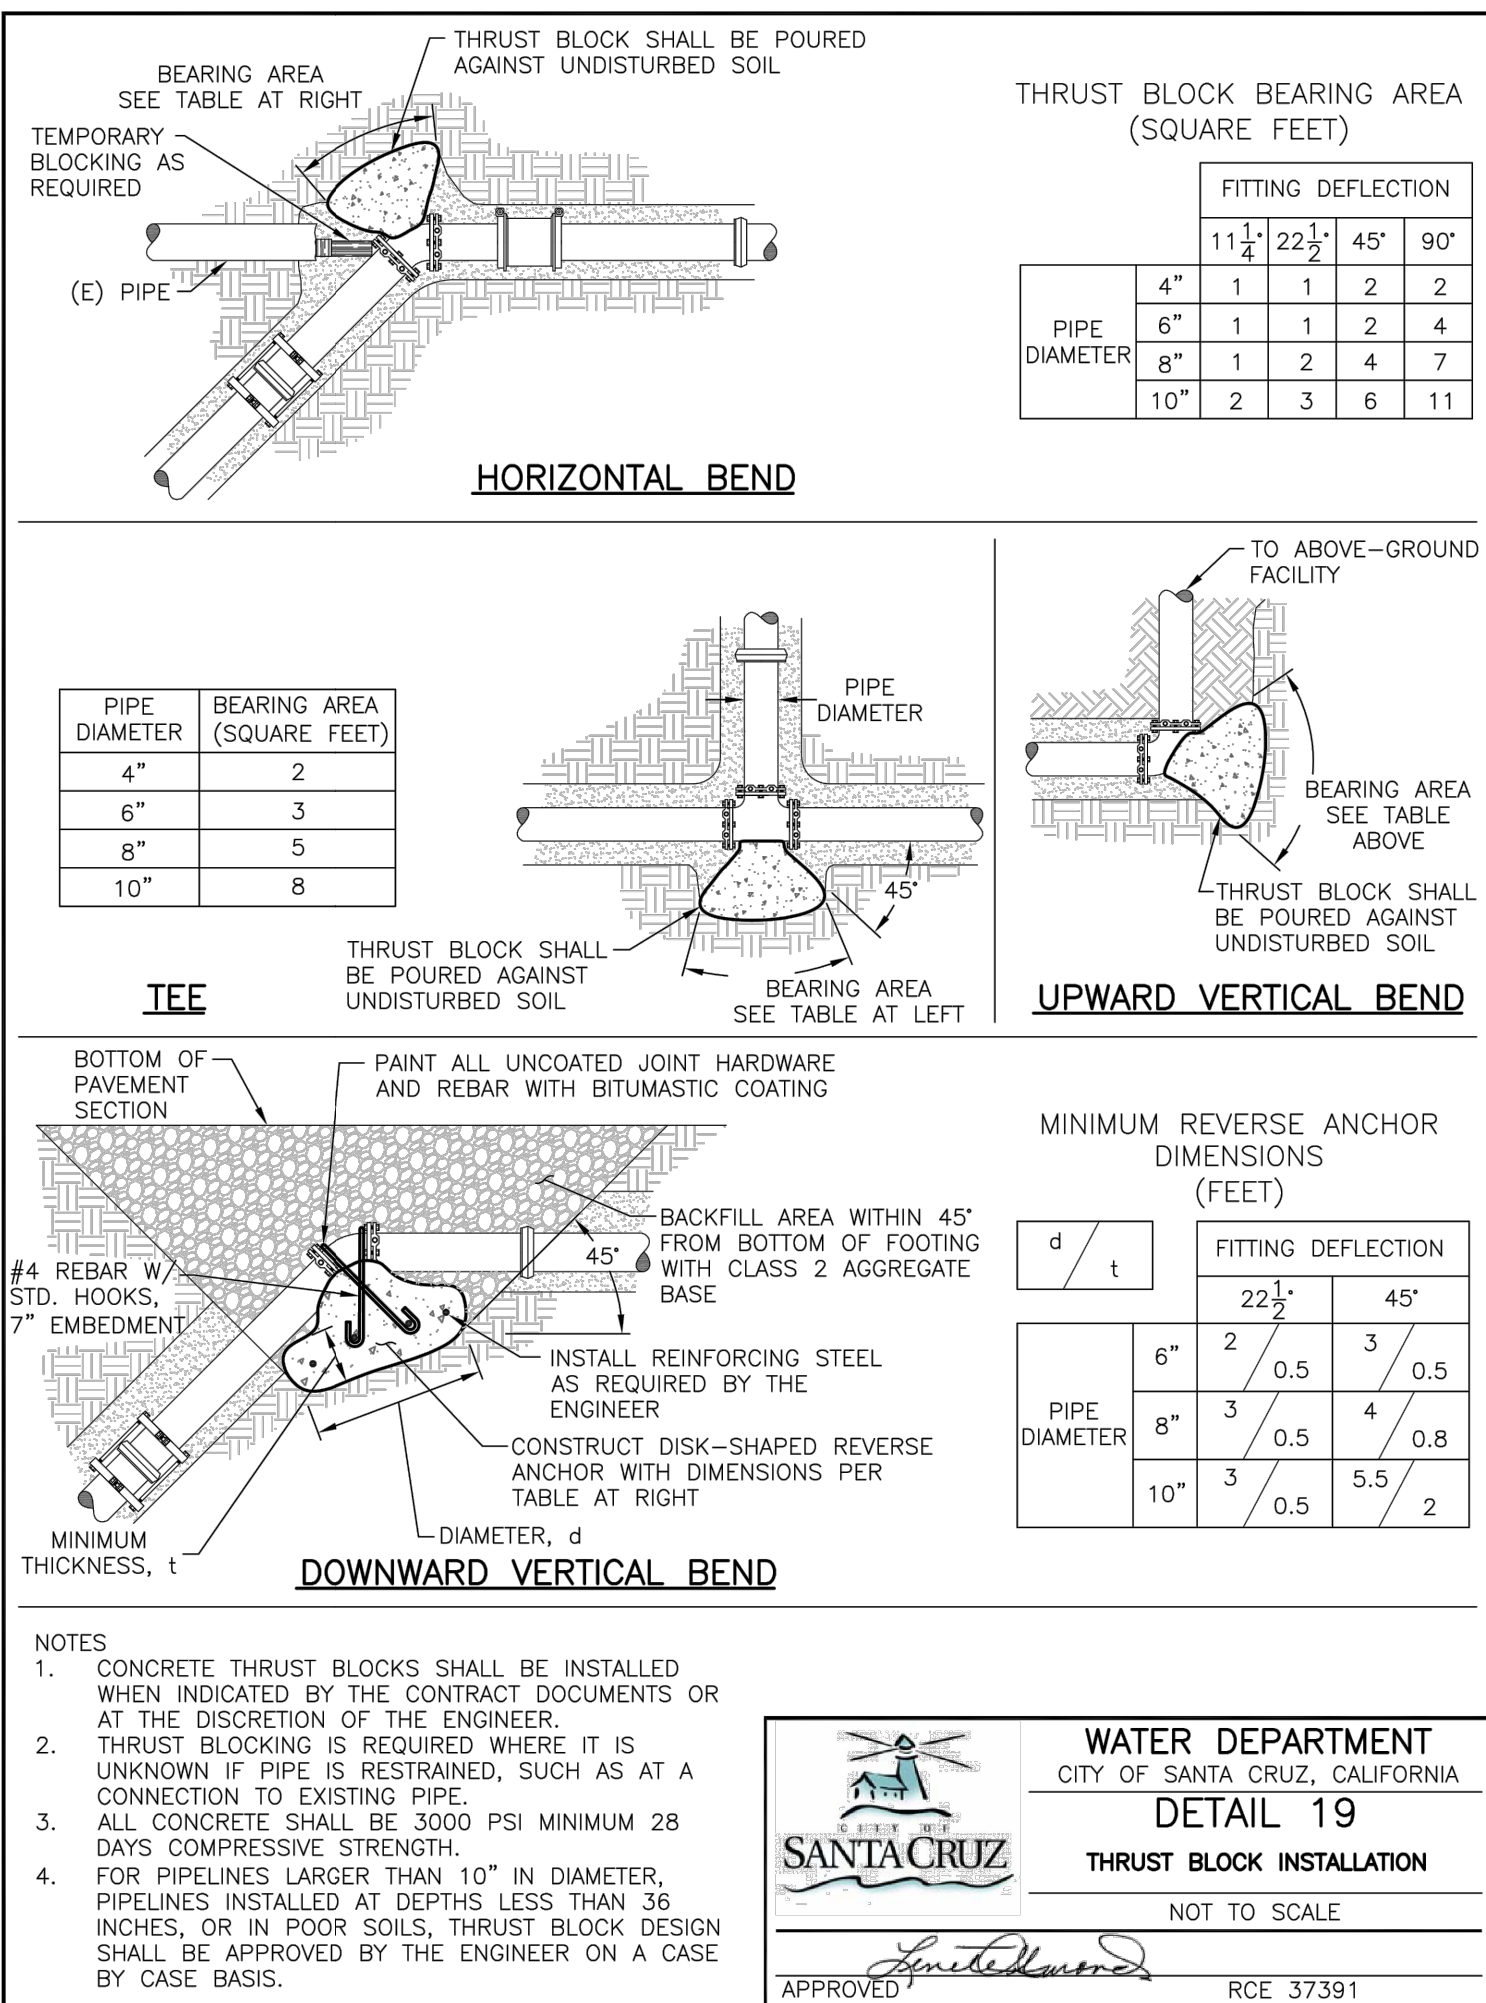 THRUST BLOCK SHALL BE POURED
AGAINST UNDISTURBED SOIL
BEARING AREA
SEE TABLE AT RIGHT
TEMPORARY
BLOCKING AS
REQUIRED
(E) PIPE
HORIZONTAL BEND
THRUST BLOCK BEARING AREA
(SQUARE FEET)
FITTING DEFLECTION
11 1/4° 22 1/2° 45° 90°
PIPE
DIAMETER
4" 1 1 2 2
6" 1 1 2 4
8" 1 2 4 7
10" 2 3 6 11
PIPE
DIAMETER
BEARING AREA
(SQUARE FEET)
4" 2
6" 3
8" 5
10" 8
TEE
PIPE
DIAMETER
45°
THRUST BLOCK SHALL
BE POURED AGAINST
UNDISTURBED SOIL
BEARING AREA
SEE TABLE AT LEFT
TO ABOVE-GROUND
FACILITY
BEARING AREA
SEE TABLE
ABOVE
THRUST BLOCK SHALL
BE POURED AGAINST
UNDISTURBED SOIL
UPWARD VERTICAL BEND
BOTTOM OF
PAVEMENT
SECTION
PAINT ALL UNCOATED JOINT HARDWARE
AND REBAR WITH BITUMASTIC COATING
#4 REBAR W/
STD. HOOKS,
7" EMBEDMENT
45°
BACKFILL AREA WITHIN 45°
FROM BOTTOM OF FOOTING
WITH CLASS 2 AGGREGATE
BASE
INSTALL REINFORCING STEEL
AS REQUIRED BY THE
ENGINEER
CONSTRUCT DISK-SHAPED REVERSE
ANCHOR WITH DIMENSIONS PER
TABLE AT RIGHT
DIAMETER, d
MINIMUM
THICKNESS, t
DOWNWARD VERTICAL BEND
MINIMUM REVERSE ANCHOR
DIMENSIONS
(FEET)
d / t
FITTING DEFLECTION
22 1/2° 45°
PIPE
DIAMETER
6" 2 / 0.5 3 / 0.5
8" 3 / 0.5 4 / 0.8
10" 3 / 0.5 5.5 / 2
NOTES
1. CONCRETE THRUST BLOCKS SHALL BE INSTALLED
WHEN INDICATED BY THE CONTRACT DOCUMENTS OR
AT THE DISCRETION OF THE ENGINEER.
2. THRUST BLOCKING IS REQUIRED WHERE IT IS
UNKNOWN IF PIPE IS RESTRAINED, SUCH AS AT A
CONNECTION TO EXISTING PIPE.
3. ALL CONCRETE SHALL BE 3000 PSI MINIMUM 28
DAYS COMPRESSIVE STRENGTH.
4. FOR PIPELINES LARGER THAN 10" IN DIAMETER,
PIPELINES INSTALLED AT DEPTHS LESS THAN 36
INCHES, OR IN POOR SOILS, THRUST BLOCK DESIGN
SHALL BE APPROVED BY THE ENGINEER ON A CASE
BY CASE BASIS.
CITY OF
SANTA CRUZ
WATER DEPARTMENT
CITY OF SANTA CRUZ, CALIFORNIA
DETAIL 19
THRUST BLOCK INSTALLATION
NOT TO SCALE
APPROVED
RCE 37391